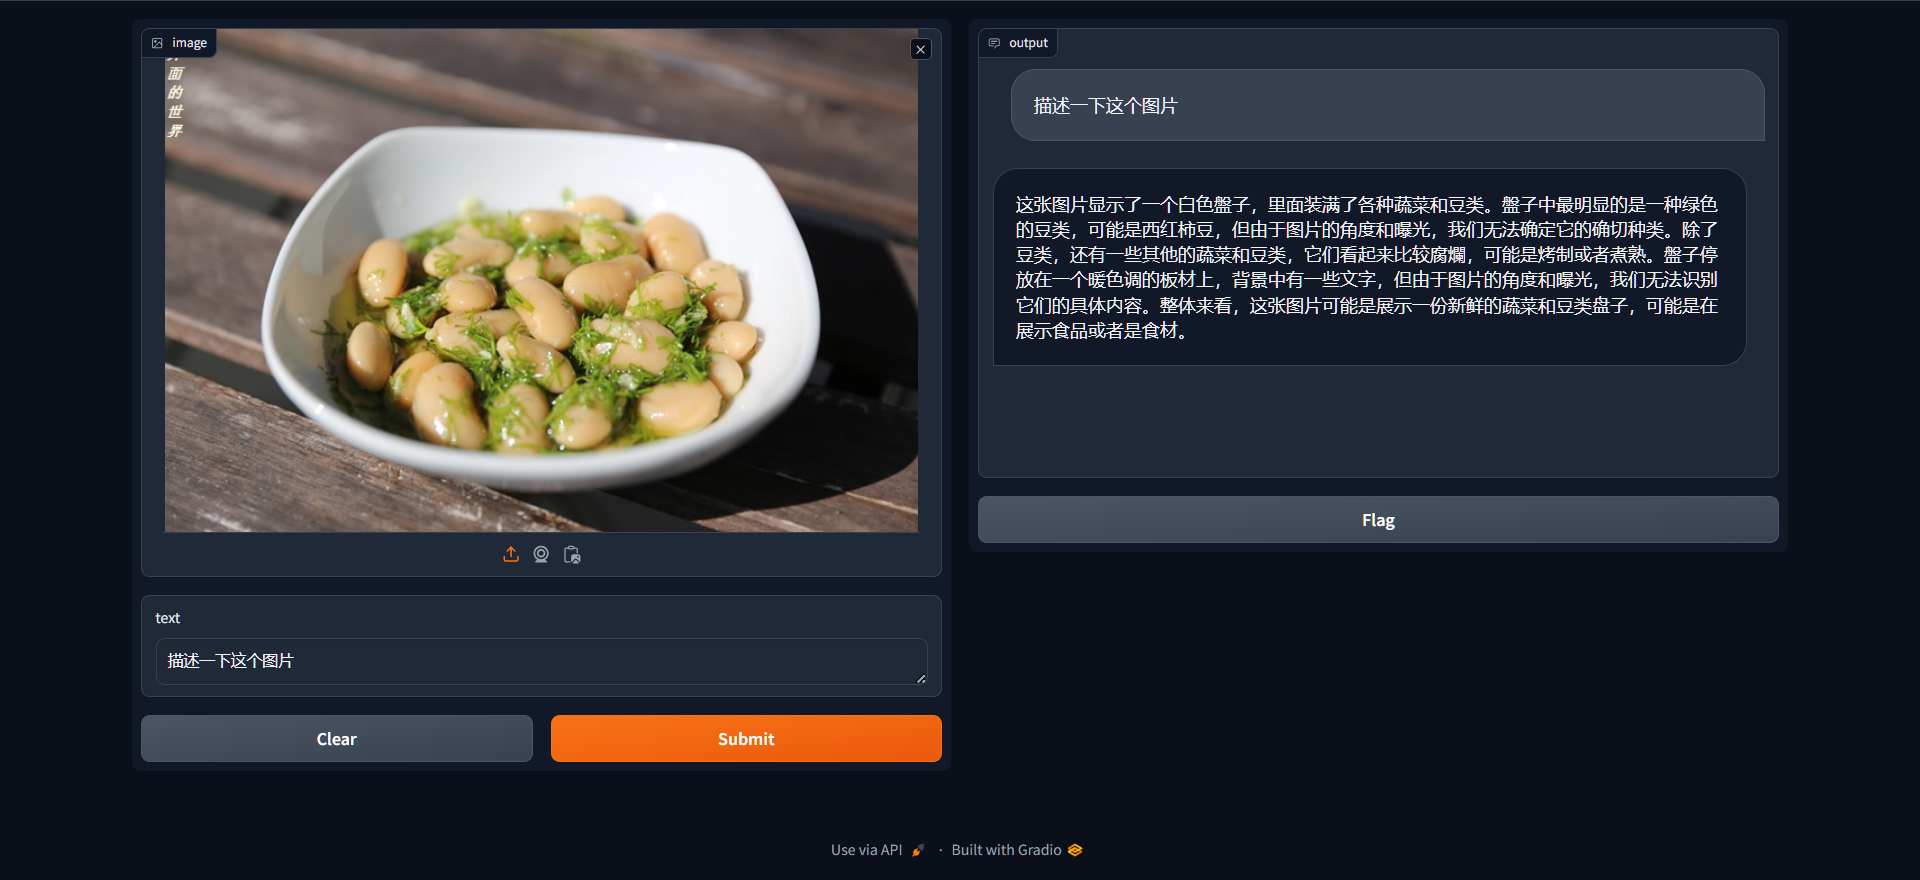 image
面
的
世
界
text
描述一下这个图片
Clear
Submit
output
描述一下这个图片
这张图片显示了一个白色盤子，里面装满了各种蔬菜和豆类。盤子中最明显的是一种绿色
的豆类，可能是西红柿豆，但由于图片的角度和曝光，我们无法确定它的确切种类。除了
豆类，还有一些其他的蔬菜和豆类，它们看起来比较腐爛，可能是烤制或者煮熟。盤子停
放在一个暖色调的板材上，背景中有一些文字，但由于图片的角度和曝光，我们无法识别
它们的具体内容。整体来看，这张图片可能是展示一份新鲜的蔬菜和豆类盘子，可能是在
展示食品或者是食材。
Flag
Use via API · Built with Gradio